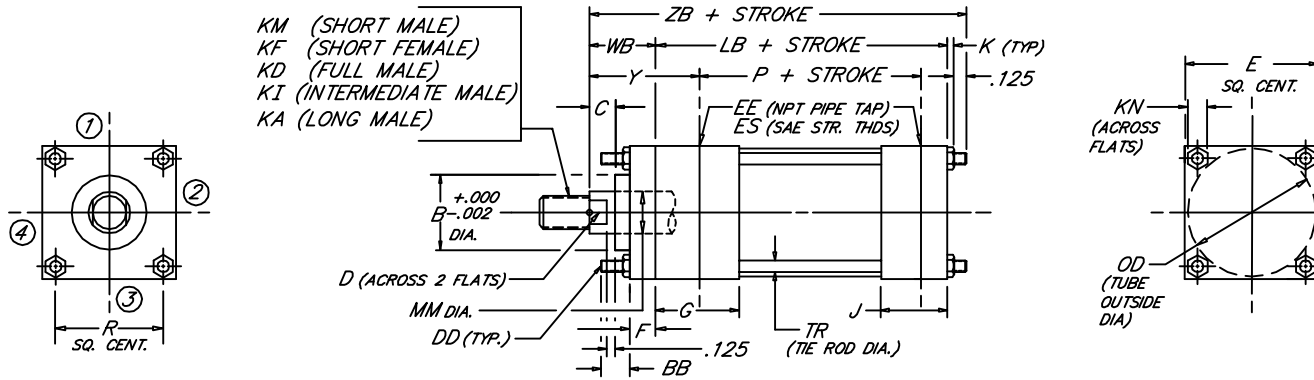 KM (SHORT MALE)
KF (SHORT FEMALE)
KD (FULL MALE)
KI (INTERMEDIATE MALE)
KA (LONG MALE)
ZB + STROKE
WB
LB + STROKE
K (TYP)
Y
P + STROKE
.125
C
EE (NPT PIPE TAP)
ES (SAE STR. THDS)
E
SQ. CENT.
KN
(ACROSS
FLATS)
1
2
3
4
R
SQ. CENT.
+.000
B-.002
DIA.
D (ACROSS 2 FLATS)
MM DIA.
DD (TYP.)
F
G
J
.125
BB
TR
(TIE ROD DIA.)
OD
(TUBE
OUTSIDE
DIA)